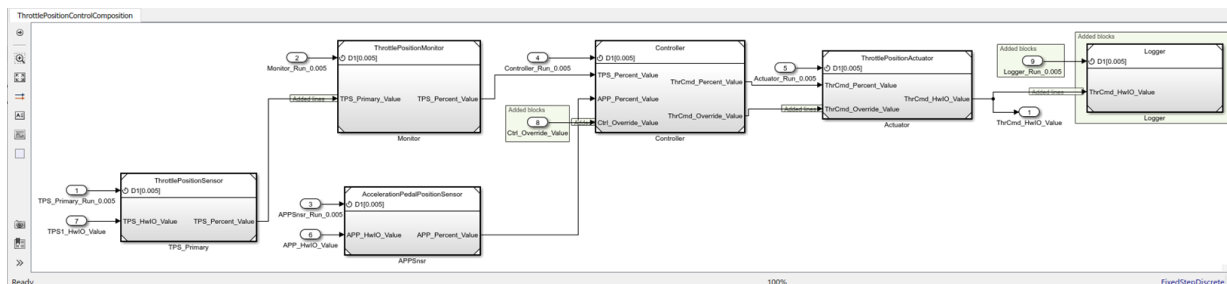 ThrottlePositionControlComposition
ThrottlePositionMonitor
D1[0.005]
2
Monitor_Run_0.005
TPS_Primary_Value
TPS_Percent_Value
Added lines
Monitor
4
Controller_Run_0.005
Controller
D1[0.005]
TPS_Percent_Value
APP_Percent_Value
Ctrl_Override_Value
ThrCmd_Percent_Value
ThrCmd_Override_Value
Controller
Added blocks
8
Ctrl_Override_Value
5
Actuator_Run_0.005
ThrottlePositionActuator
D1[0.005]
ThrCmd_Percent_Value
ThrCmd_Override_Value
Added lines
ThrCmd_HwIO_Value
Actuator
Added blocks
9
Logger_Run_0.005
Added blocks
Logger
D1[0.005]
ThrCmd_HwIO_Value
Added lines
Logger
1
ThrCmd_HwIO_Value
1
TPS_Primary_Run_0.005
7
TPS1_HwIO_Value
ThrottlePositionSensor
D1[0.005]
TPS_HwIO_Value
TPS_Percent_Value
TPS_Primary
3
APPSnsr_Run_0.005
6
APP_HwIO_Value
AccelerationPedalPositionSensor
D1[0.005]
APP_HwIO_Value
APP_Percent_Value
APPSnsr
Ready
100%
FixedStepDiscrete